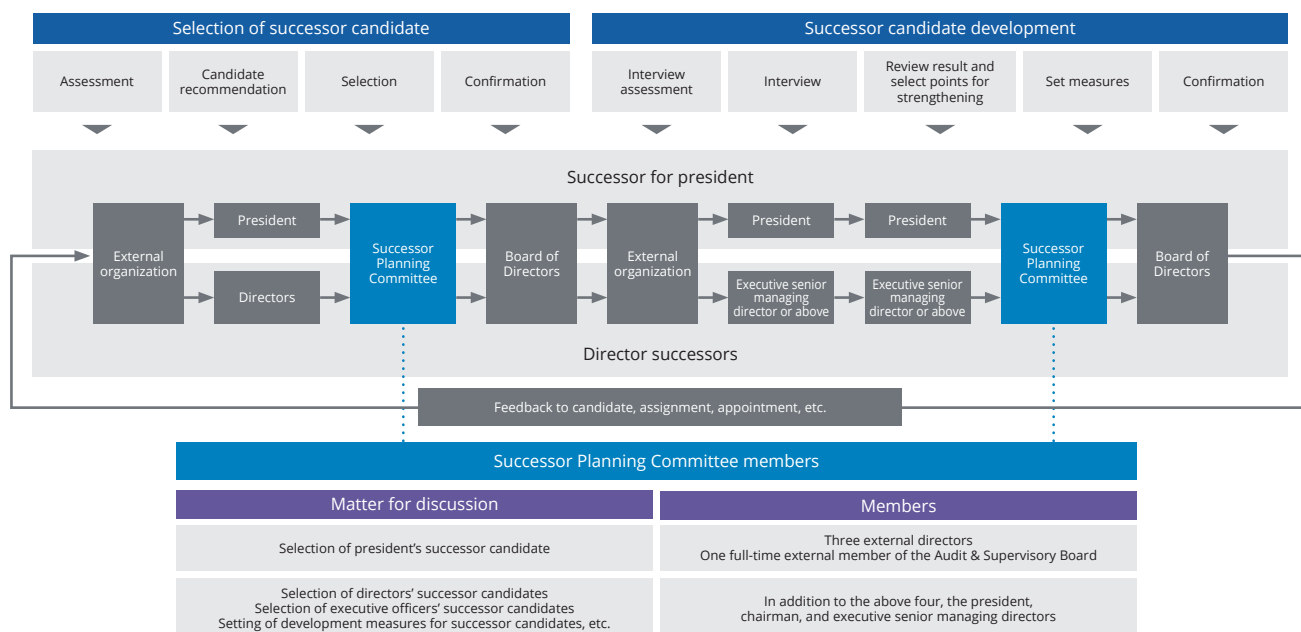 Selection of successor candidate
Successor candidate development
Assessment
Candidate
recommendation
Selection
Confirmation
Interview
assessment
Interview
Review result and
select points for
strengthening
Set measures
Confirmation
Successor for president
External
organization
President
Directors
Successor
Planning
Committee
Board of
Directors
External
organization
President
Executive senior
managing
director or above
President
Executive senior
managing
director or above
Successor
Planning
Committee
Board of
Directors
Director successors
Feedback to candidate, assignment, appointment, etc.
Successor Planning Committee members
Matter for discussion
Members
Selection of president’s successor candidate
Three external directors
One full-time external member of the Audit & Supervisory Board
Selection of directors’ successor candidates
Selection of executive officers’ successor candidates
Setting of development measures for successor candidates, etc.
In addition to the above four, the president,
chairman, and executive senior managing directors